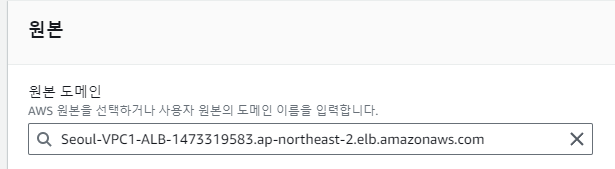 원본
원본 도메인
AWS 원본을 선택하거나 사용자 원본의 도메인 이름을 입력합니다.
Seoul-VPC1-ALB-1473319583.ap-northeast-2.elb.amazonaws.com